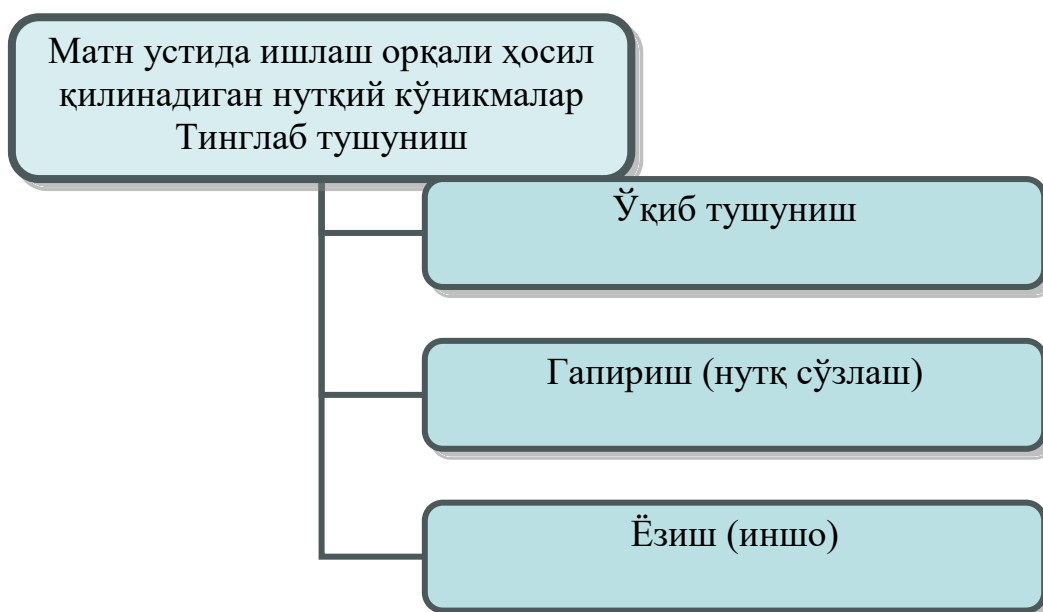 Матн устида ишлаш орқали ҳосил
қилинадиган нутқий кўникмалар
Тинглаб тушуниш
Ўқиб тушуниш
Гапириш (нутқ сўзлаш)
Ёзиш (иншо)